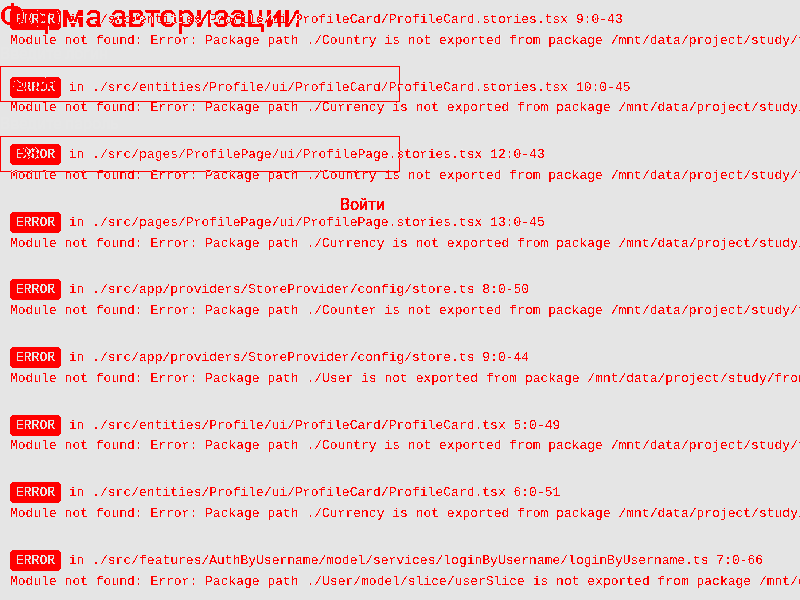 Форма авторизации
ERROR in ./src/entities/Profile/ui/ProfileCard/ProfileCard.stories.tsx 9:0-43
Module not found: Error: Package path ./Country is not exported from package /mnt/data/project/study/
ERROR in ./src/entities/Profile/ui/ProfileCard/ProfileCard.stories.tsx 10:0-45
Module not found: Error: Package path ./Currency is not exported from package /mnt/data/project/study
ERROR in ./src/pages/ProfilePage/ui/ProfilePage.stories.tsx 12:0-43
Module not found: Error: Package path ./Country is not exported from package /mnt/data/project/study/
Войти
ERROR in ./src/pages/ProfilePage/ui/ProfilePage.stories.tsx 13:0-45
Module not found: Error: Package path ./Currency is not exported from package /mnt/data/project/study
ERROR in ./src/app/providers/StoreProvider/config/store.ts 8:0-50
Module not found: Error: Package path ./Counter is not exported from package /mnt/data/project/study/
ERROR in ./src/app/providers/StoreProvider/config/store.ts 9:0-44
Module not found: Error: Package path ./User is not exported from package /mnt/data/project/study/fro
ERROR in ./src/entities/Profile/ui/ProfileCard/ProfileCard.tsx 5:0-49
Module not found: Error: Package path ./Country is not exported from package /mnt/data/project/study/
ERROR in ./src/entities/Profile/ui/ProfileCard/ProfileCard.tsx 6:0-51
Module not found: Error: Package path ./Currency is not exported from package /mnt/data/project/study
ERROR in ./src/features/AuthByUsername/model/services/loginByUsername/loginByUsername.ts 7:0-66
Module not found: Error: Package path ./User/model/slice/userSlice is not exported from package /mnt/